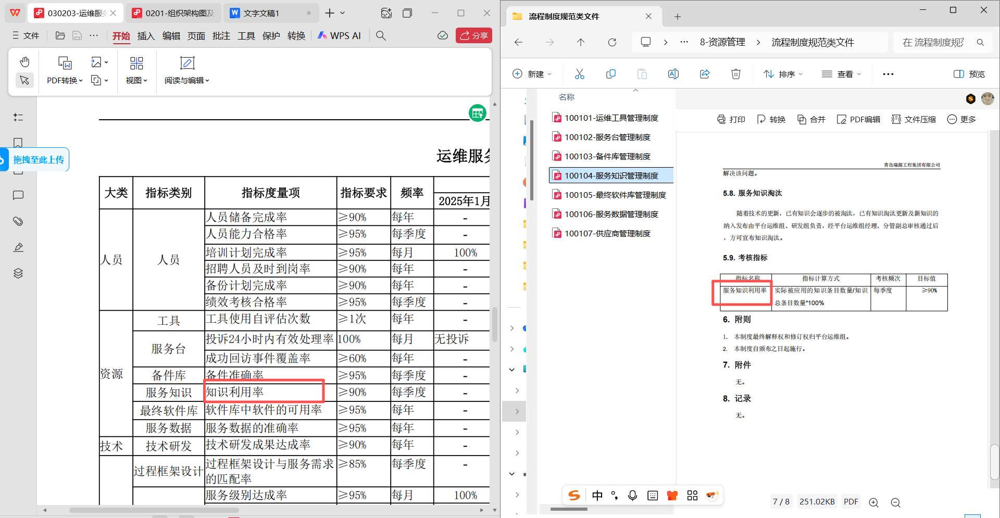 030203-运维服务
0201-组织架构图及
文字文稿1
文件
开始
插入
编辑
页面
批注
工具
保护
转换
WPS AI
分享
PDF转换
视图
阅读与编辑
拖拽至此上传
运维服务
大类 指标类别 指标度量项 指标要求 频率
2025年1月
人员 人员
人员储备完成率 ≥90% 每年 -
人员能力合格率 ≥95% 每季度 -
培训计划完成率 ≥95% 每月 100%
招聘人员及时到岗率 ≥90% 每年 -
备份计划完成率 ≥95% 每年 -
绩效考核合格率 ≥95% 每季度 -
资源
工具 工具使用自评估次数 ≥1次 每年 -
服务台
投诉24小时内有效处理率 100% 每月 无投诉
成功回访事件覆盖率 ≥60% 每年 -
备件库 备件准确率 ≥95% 每季度 -
服务知识 知识利用率 ≥90% 每季度 -
最终软件库 软件库中软件的可用率 ≥95% 每年 -
服务数据 服务数据的准确率 ≥95% 每年 -
技术 技术研发 技术研发成果达成率 ≥90% 每年 -
过程框架设计 过程框架设计与服务需求 ≥85% 每季度 -
的匹配率
服务级别达成率 ≥95% 每月 100%
流程制度规范类文件
8-资源管理
流程制度规范类文件
在 流程制度规范
新建
排序
查看
预览
名称
100101-运维工具管理制度
100102-服务台管理制度
100103-备件库管理制度
100104-服务知识管理制度
100105-最终软件库管理制度
100106-服务数据管理制度
100107-供应商管理制度
打印
转换
合并
PDF编辑
文件压缩
更多
青岛瑞源工程集团有限公司
解决该问题。
5.8. 服务知识淘汰
随着技术的更新，已有知识会逐步的被淘汰，已有知识淘汰更新及新知识的
纳入发布由平台运维组、研发组负责，经平台运维组经理、分管副总审核通过后
，方可宣布知识淘汰。
5.9. 考核指标
指标名称 指标计算方式 考核频次 目标值
服务知识利用率 实际被应用的知识条目数量/知识 每季度 ≥90%
总条目数量*100%
6. 附则
1. 本制度最终解释权和修订权归平台运维组。
2. 本制度自颁布之日起施行。
7. 附件
无。
8. 记录
无。
中
7 / 8
251.02KB
PDF